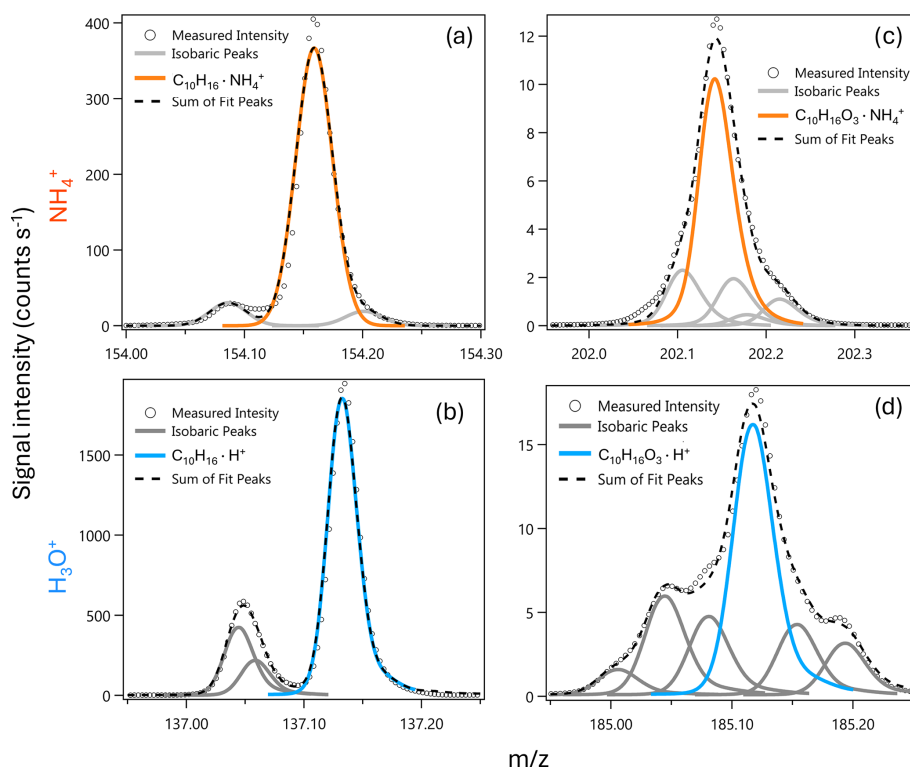 Signal intensity (counts s⁻¹)
NH₄⁺
H₃O⁺
(a)
Measured Intensity
Isobaric Peaks
C₁₀H₁₆ · NH₄⁺
Sum of Fit Peaks
400
300
200
100
0
154.00
154.10
154.20
154.30
(c)
Measured Intensity
Isobaric Peaks
C₁₀H₁₆O₃ · NH₄⁺
Sum of Fit Peaks
12
10
8
6
4
2
0
202.0
202.1
202.2
202.3
(b)
Measured Intesity
Isobaric Peaks
C₁₀H₁₆ · H⁺
Sum of Fit Peaks
1500
1000
500
0
137.00
137.10
137.20
(d)
Measured Intensity
Isobaric Peaks
C₁₀H₁₆O₃ · H⁺
Sum of Fit Peaks
15
10
5
0
185.00
185.10
185.20
m/z